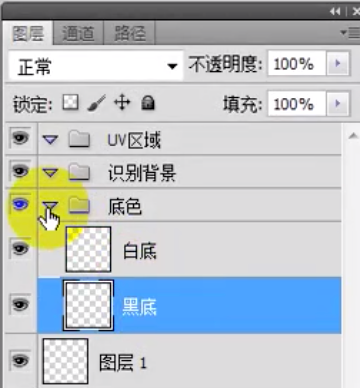 图层 通道 路径
正常 不透明度: 100%
锁定: 填充: 100%
UV区域
识别背景
底色
白底
黑底
图层 1